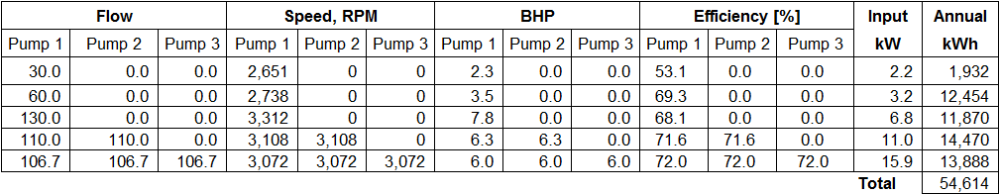 Flow Speed, RPM BHP Efficiency [%] Input Annual
Pump 1 Pump 2 Pump 3 Pump 1 Pump 2 Pump 3 Pump 1 Pump 2 Pump 3 Pump 1 Pump 2 Pump 3 kW kWh
30.0 0.0 0.0 2,651 0 0 2.3 0.0 0.0 53.1 0.0 0.0 2.2 1,932
60.0 0.0 0.0 2,738 0 0 3.5 0.0 0.0 69.3 0.0 0.0 3.2 12,454
130.0 0.0 0.0 3,312 0 0 7.8 0.0 0.0 68.1 0.0 0.0 6.8 11,870
110.0 110.0 0.0 3,108 3,108 0 6.3 6.3 0.0 71.6 71.6 0.0 11.0 14,470
106.7 106.7 106.7 3,072 3,072 3,072 6.0 6.0 6.0 72.0 72.0 72.0 15.9 13,888
Total 54,614